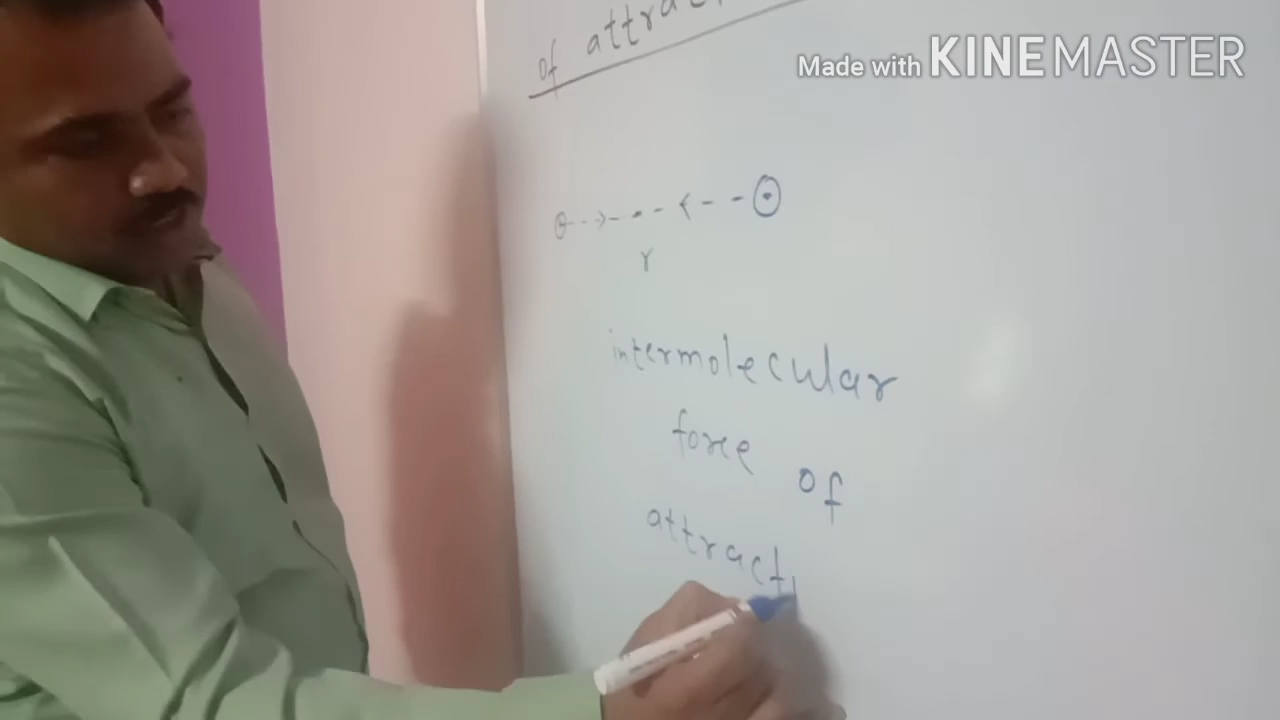 of attrac
Made with KINEMASTER
r
intermolecular
force of
attracti